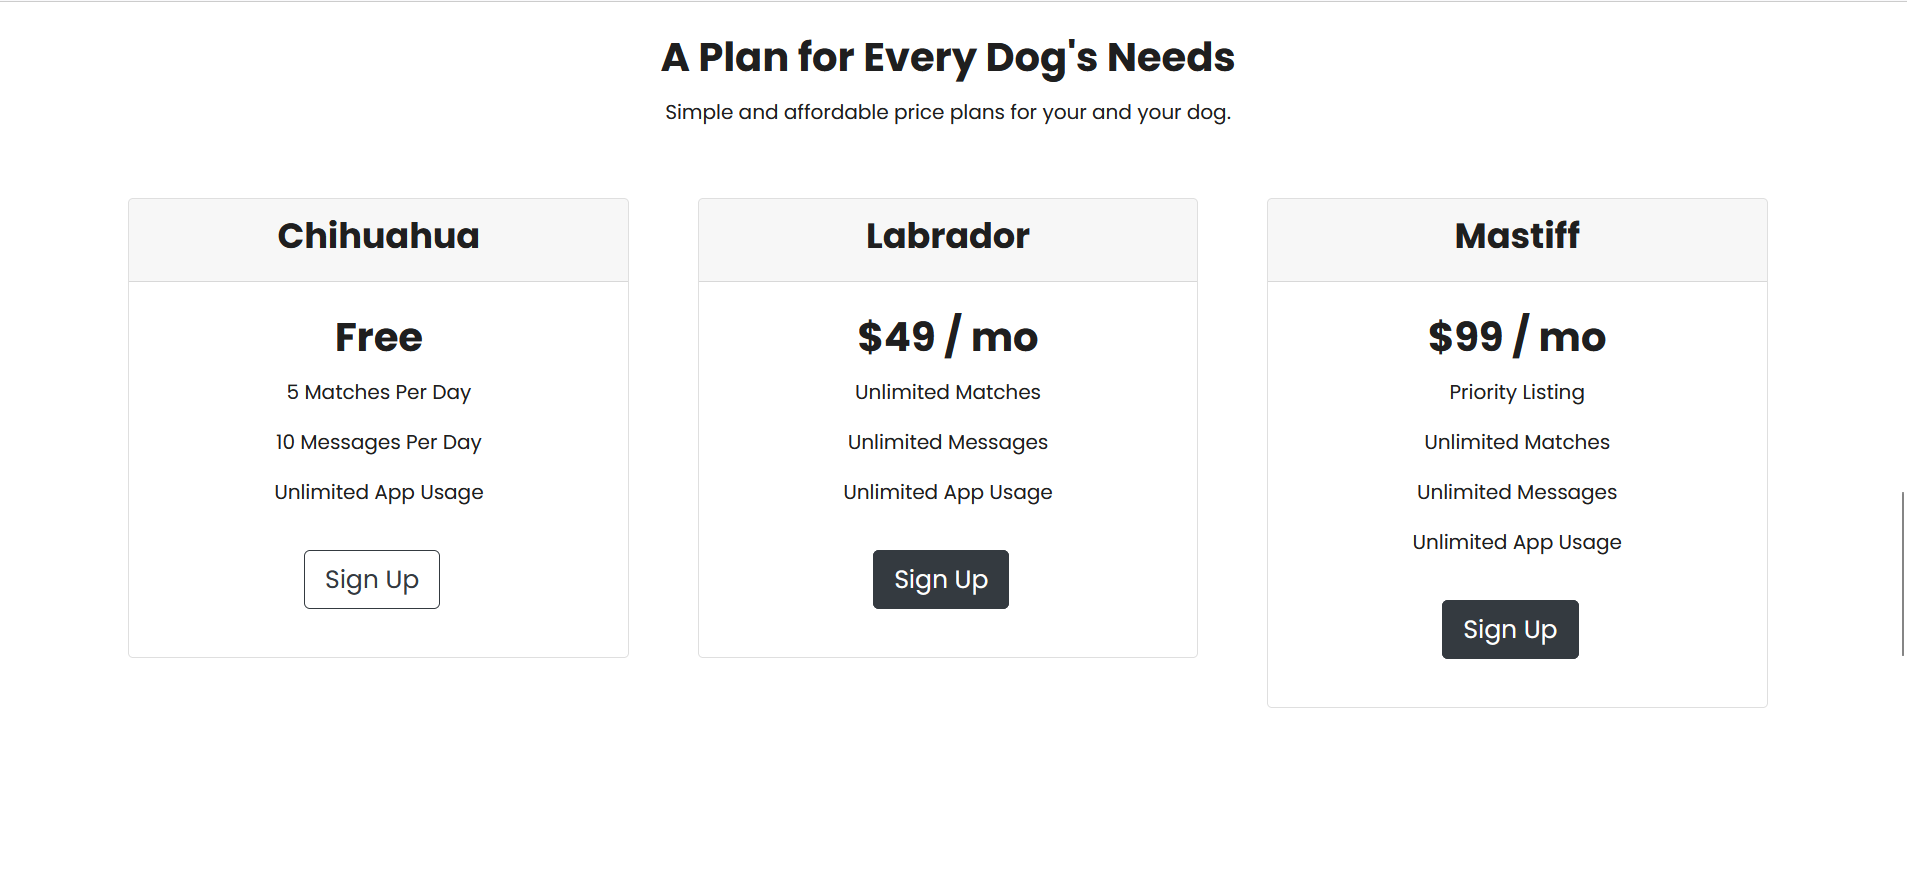 A Plan for Every Dog's Needs
Simple and affordable price plans for your and your dog.
Chihuahua
Free
5 Matches Per Day
10 Messages Per Day
Unlimited App Usage
Sign Up
Labrador
$49 / mo
Unlimited Matches
Unlimited Messages
Unlimited App Usage
Sign Up
Mastiff
$99 / mo
Priority Listing
Unlimited Matches
Unlimited Messages
Unlimited App Usage
Sign Up